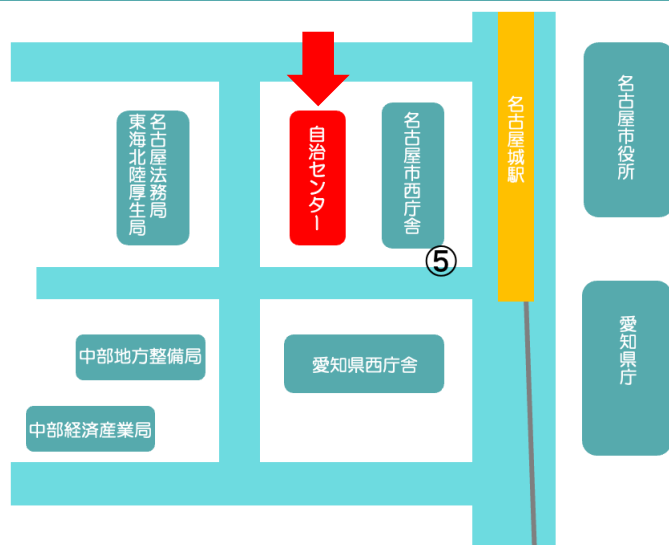 名古屋法務局
東海北陸厚生局
自治センター
名古屋市西庁舎
名古屋城駅
名古屋市役所
⑤
中部地方整備局
愛知県西庁舎
愛知県庁
中部経済産業局